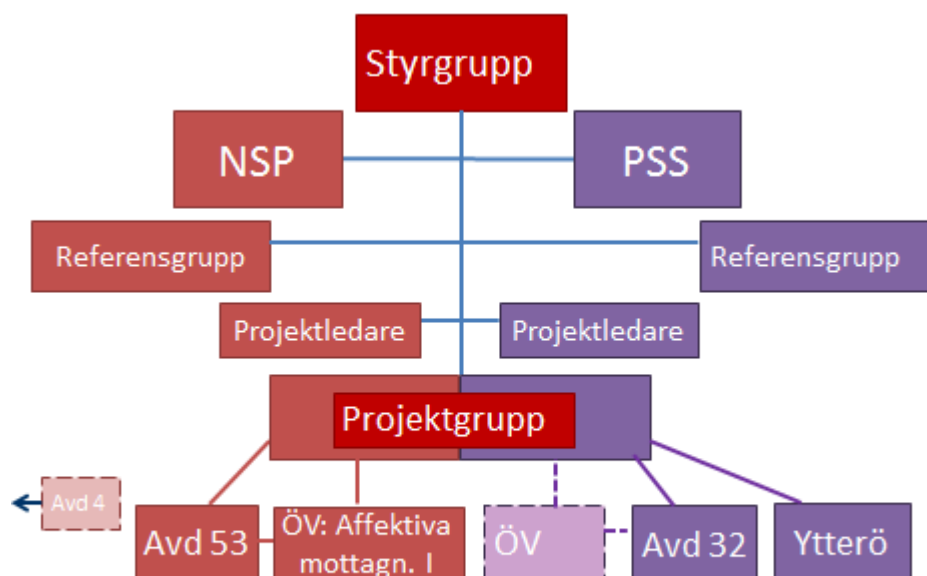 Styrgrupp
NSP
PSS
Referensgrupp
Referensgrupp
Projektledare
Projektledare
Projektgrupp
Avd 4
Avd 53
ÖV: Affektiva
mottagn. I
ÖV
Avd 32
Ytterö